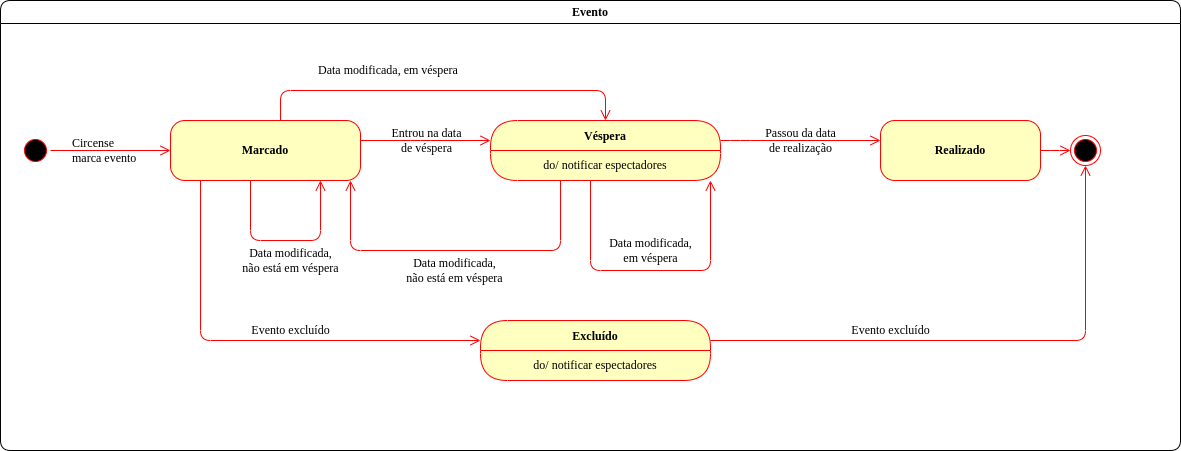 Evento
Data modificada, em véspera
Circense
marca evento
Marcado
Entrou na data
de véspera
Véspera
do/ notificar espectadores
Passou da data
de realização
Realizado
Data modificada,
não está em véspera
Data modificada,
não está em véspera
Data modificada,
em véspera
Evento excluído
Excluído
do/ notificar espectadores
Evento excluído